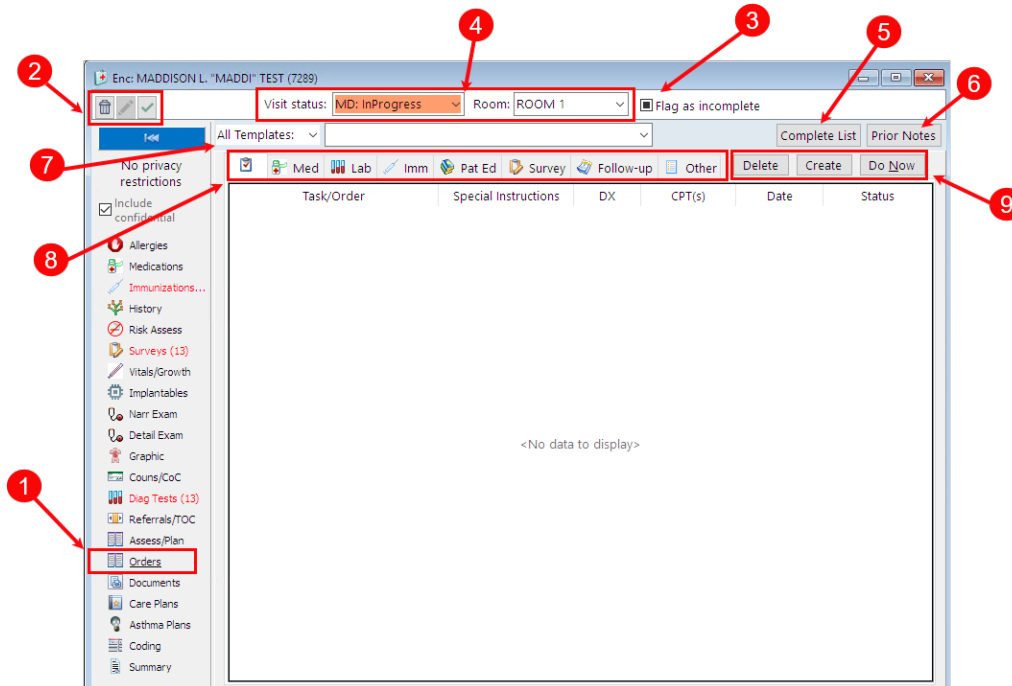 3
4
5
2
Enc: MADDISON L. "MADDI" TEST (7289)
6
Visit status: MD: InProgress Room: ROOM 1 Flag as incomplete
All Templates: Complete List Prior Notes
7
No privacy
restrictions
Med Lab Imm Pat Ed Survey Follow-up Other Delete Create Do Now
Include
confidential
Task/Order Special Instructions DX CPT(s) Date Status
9
8
Allergies
Medications
Immunizations...
History
Risk Assess
Surveys (13)
Vitals/Growth
Implantables
Narr Exam
Detail Exam
<No data to display>
Graphic
Couns/CoC
1
Diag Tests (13)
Referrals/TOC
Assess/Plan
Orders
Documents
Care Plans
Asthma Plans
Coding
Summary